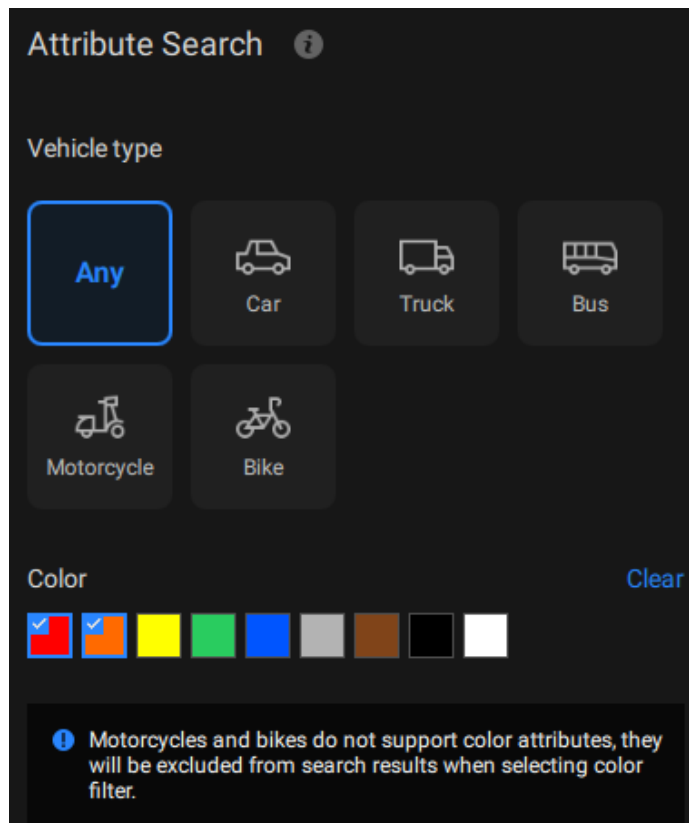 Attribute Search
Vehicle type
Any
Car
Truck
Bus
Motorcycle
Bike
Color
Clear
Motorcycles and bikes do not support color attributes, they
will be excluded from search results when selecting color
filter.